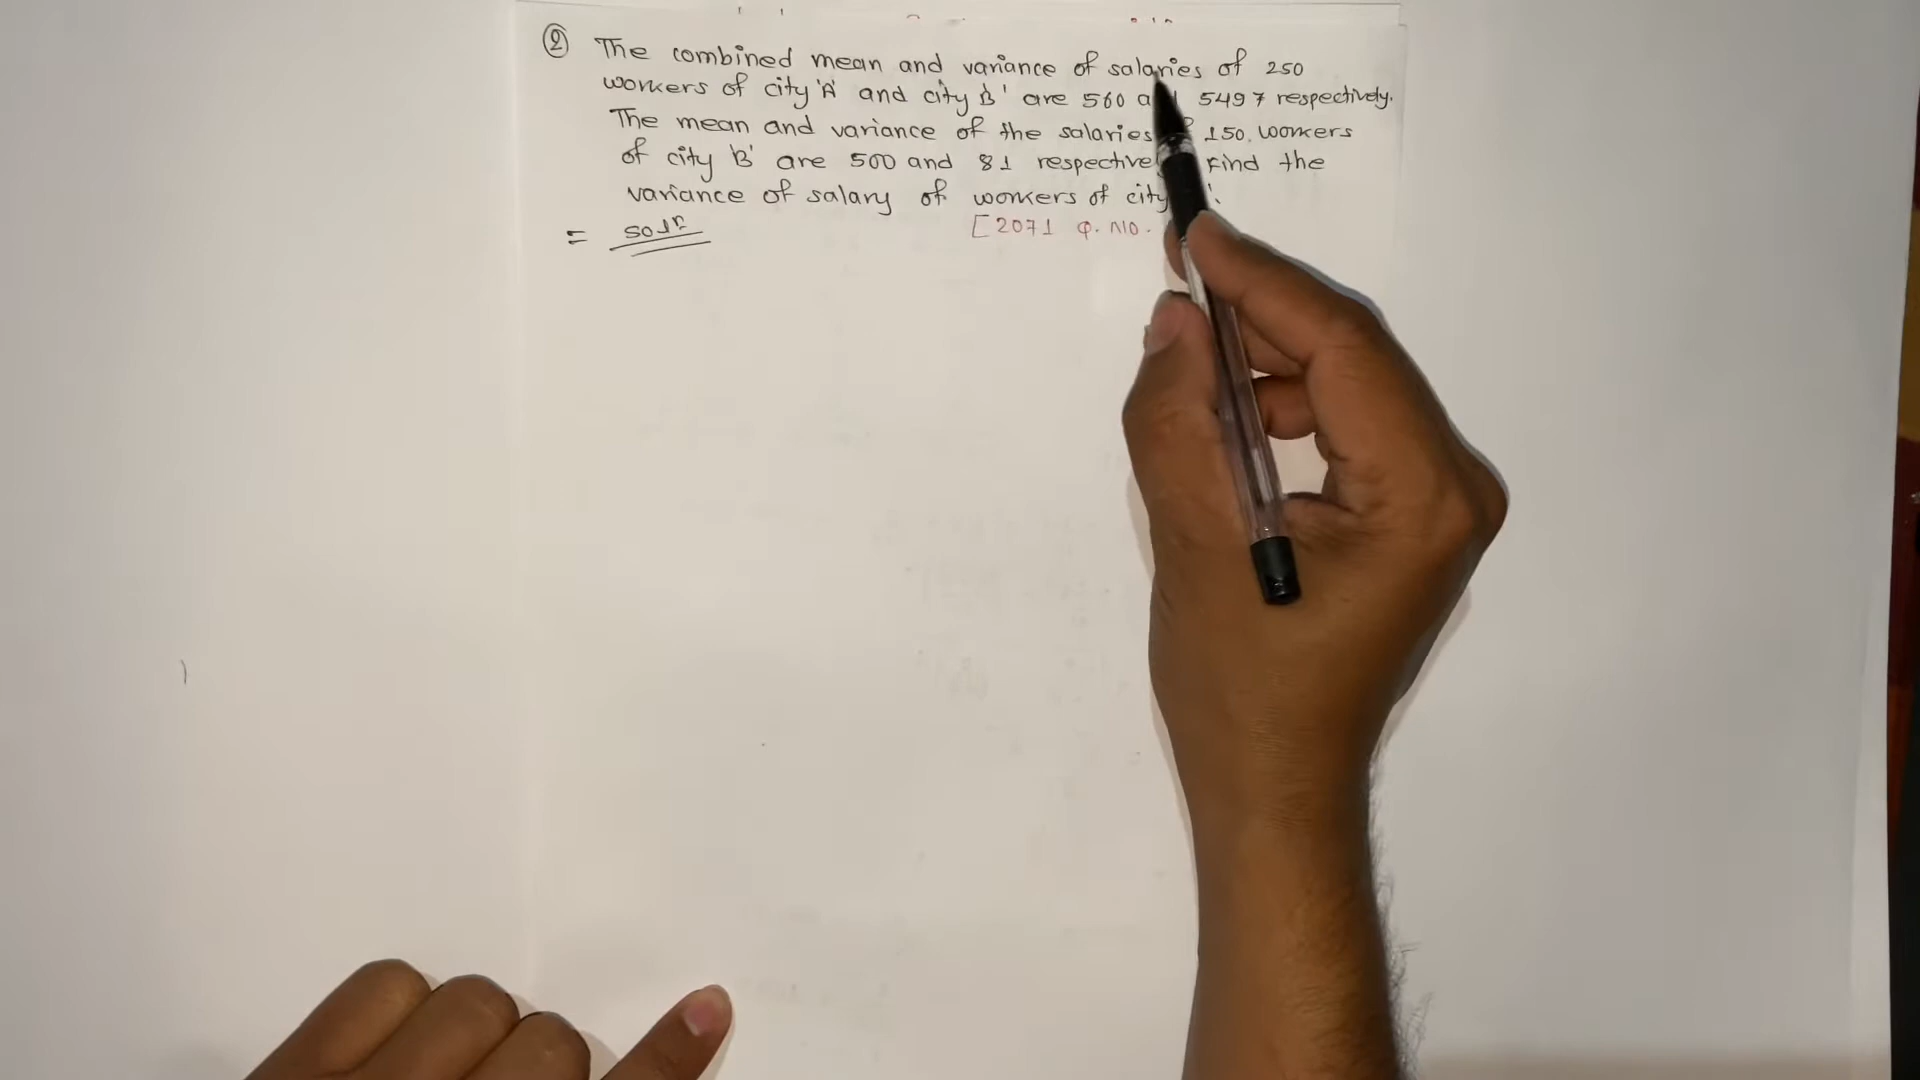 ② The combined mean and variance of salaries of 250
workers of city 'A' and city 'B' are 560 5497 respectively.
The mean and variance of the salaries 150 workers
of city 'B' are 500 and 81 Find the
variance of salary of workers of city
= Solⁿ [2071 Q. no.